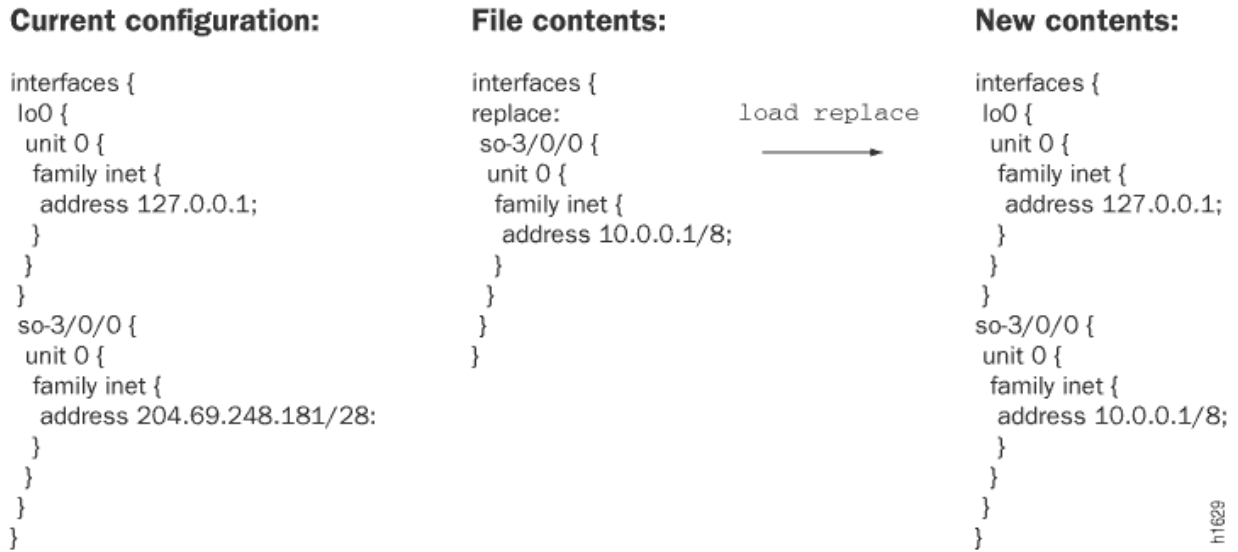 Current configuration:
interfaces {
lo0 {
unit 0 {
family inet {
address 127.0.0.1;
}
}
}
so-3/0/0 {
unit 0 {
family inet {
address 204.69.248.181/28:
}
}
}
}
File contents:
interfaces {
replace:
so-3/0/0 {
unit 0 {
family inet {
address 10.0.0.1/8;
}
}
}
}
load replace
New contents:
interfaces {
lo0 {
unit 0 {
family inet {
address 127.0.0.1;
}
}
}
so-3/0/0 {
unit 0 {
family inet {
address 10.0.0.1/8;
}
}
}
}
h1629